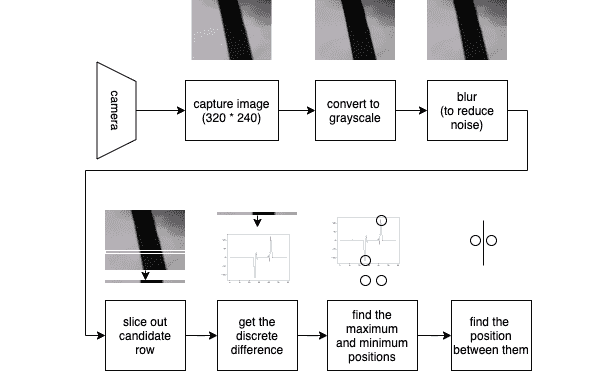 camera
capture image
(320 * 240)
convert to
grayscale
blur
(to reduce
noise)
slice out
candidate
row
get the
discrete
difference
find the
maximum
and minimum
positions
find the
position
between them